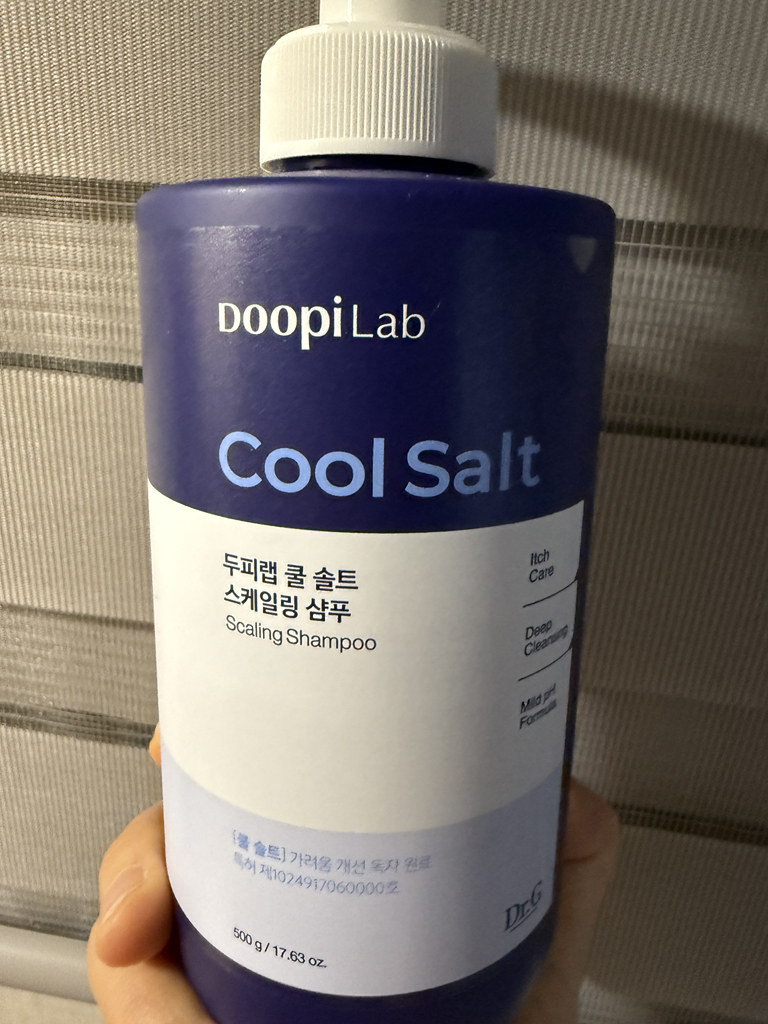 DOOPi Lab
Cool Salt
두피랩 쿨 솔트
스케일링 샴푸
Scaling Shampoo
Itch
Care
Deep
Cleansing
Mild pH
Formula
[쿨 솔트] 가려움 개선 독자 원료
특허 제1024917060000호
Dr.G
500 g / 17.63 oz.